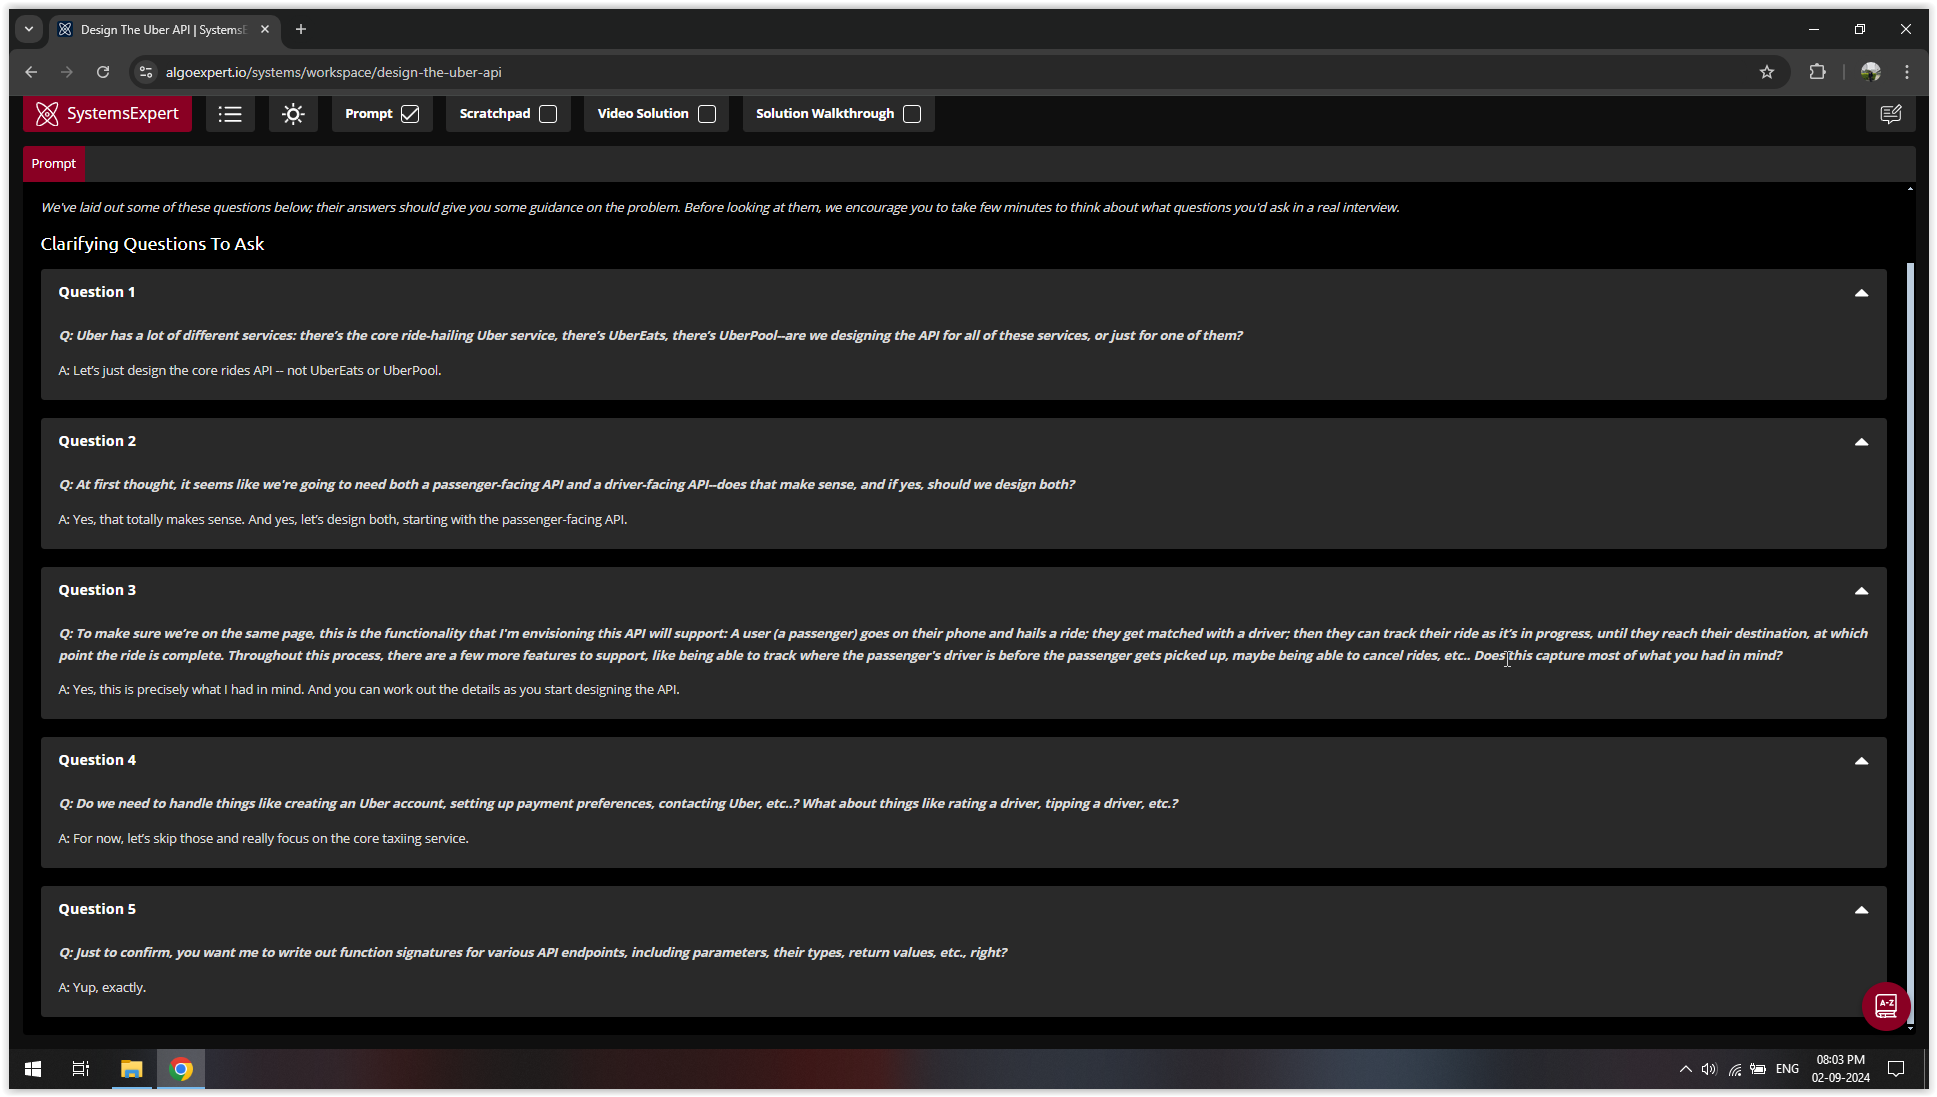 Design The Uber API | SystemsE
algoexpert.io/systems/workspace/design-the-uber-api
SystemsExpert
Prompt
Scratchpad
Video Solution
Solution Walkthrough
Prompt
We've laid out some of these questions below; their answers should give you some guidance on the problem. Before looking at them, we encourage you to take few minutes to think about what questions you'd ask in a real interview.
Clarifying Questions To Ask
Question 1
Q: Uber has a lot of different services: there's the core ride-hailing Uber service, there's UberEats, there's UberPool--are we designing the API for all of these services, or just for one of them?
A: Let's just design the core rides API -- not UberEats or UberPool.
Question 2
Q: At first thought, it seems like we're going to need both a passenger-facing API and a driver-facing API--does that make sense, and if yes, should we design both?
A: Yes, that totally makes sense. And yes, let's design both, starting with the passenger-facing API.
Question 3
Q: To make sure we're on the same page, this is the functionality that I'm envisioning this API will support: A user (a passenger) goes on their phone and hails a ride; they get matched with a driver; then they can track their ride as it's in progress, until they reach their destination, at which
point the ride is complete. Throughout this process, there are a few more features to support, like being able to track where the passenger's driver is before the passenger gets picked up, maybe being able to cancel rides, etc.. Does this capture most of what you had in mind?
A: Yes, this is precisely what I had in mind. And you can work out the details as you start designing the API.
Question 4
Q: Do we need to handle things like creating an Uber account, setting up payment preferences, contacting Uber, etc..? What about things like rating a driver, tipping a driver, etc.?
A: For now, let's skip those and really focus on the core taxiing service.
Question 5
Q: Just to confirm, you want me to write out function signatures for various API endpoints, including parameters, their types, return values, etc., right?
A: Yup, exactly.
A-Z
ENG
08:03 PM
02-09-2024